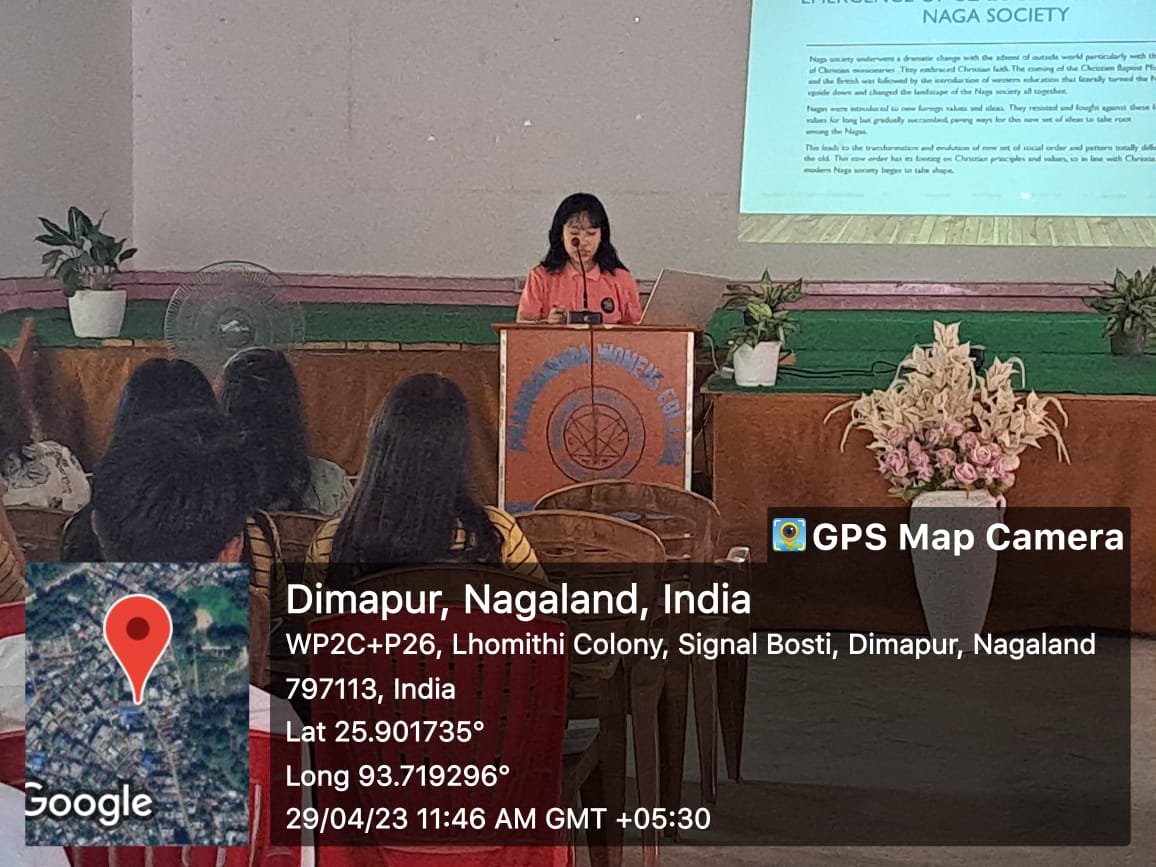 NAGA SOCIETY
Naga society underwent a dramatic change with the advent of outside world particularly with th
of Christian missionaries . They embraced Christian faith. The coming of the Christian Baptist Mi
and the British was followed by the introduction of western education that literally turned the N
upside down and changed the landscape of the Naga society all together.
Nagas were introduced to new foreign values and ideas. They resisted and fought against these f
values for long but gradually succumbed, paving ways for this new set of ideas to take root
among the Nagas.
This leads to the transformation and evolution of new set of social order and pattern totally diffe
the old. This new order has its footing on Christian principles and values, so in line with Christia
modern Naga society began to take shape.
WOMENS COLLEGE
GPS Map Camera
Dimapur, Nagaland, India
WP2C+P26, Lhomithi Colony, Signal Bosti, Dimapur, Nagaland
797113, India
Lat 25.901735°
Long 93.719296°
29/04/23 11:46 AM GMT +05:30
Google